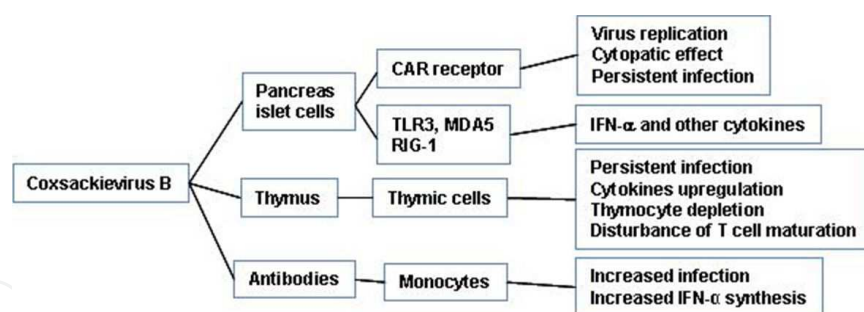 Coxsackievirus B
Pancreas
islet cells
CAR receptor
Virus replication
Cytopatic effect
Persistent infection
TLR3, MDA5
RIG-1
IFN-α and other cytokines
Thymus
Thymic cells
Persistent infection
Cytokines upregulation
Thymocyte depletion
Disturbance of T cell maturation
Antibodies
Monocytes
Increased infection
Increased IFN-α synthesis